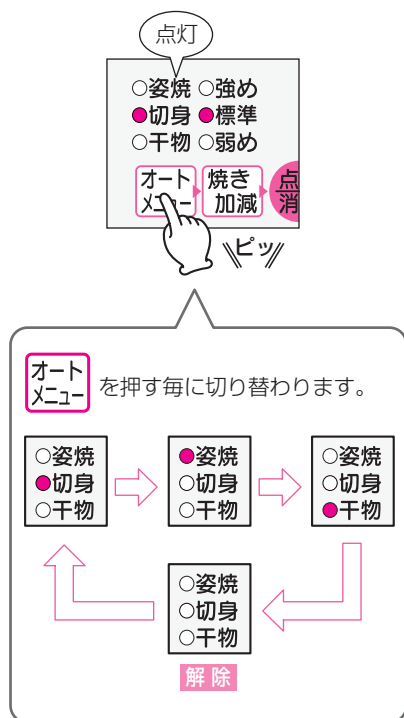 点灯
○姿焼 ○強め
●切身 ●標準
○干物 ○弱め
オート
メニュー
焼き
加減
点
消
ピッ
オート
メニュー
を押す毎に切り替わります。
○姿焼
●切身
○干物
●姿焼
○切身
○干物
○姿焼
○切身
●干物
○姿焼
○切身
○干物
解除